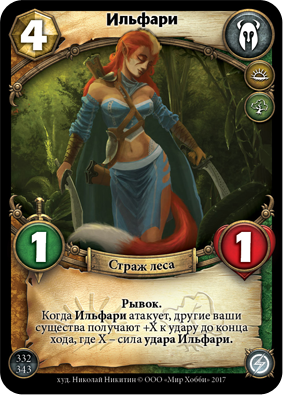 Ильфари
4
1
1
Страж леса
Рывок.
Когда Ильфари атакует, другие ваши
существа получают +X к удару до конца
хода, где X – сила удара Ильфари.
332
343
худ. Николай Никитин © ООО «Мир Хобби» 2017